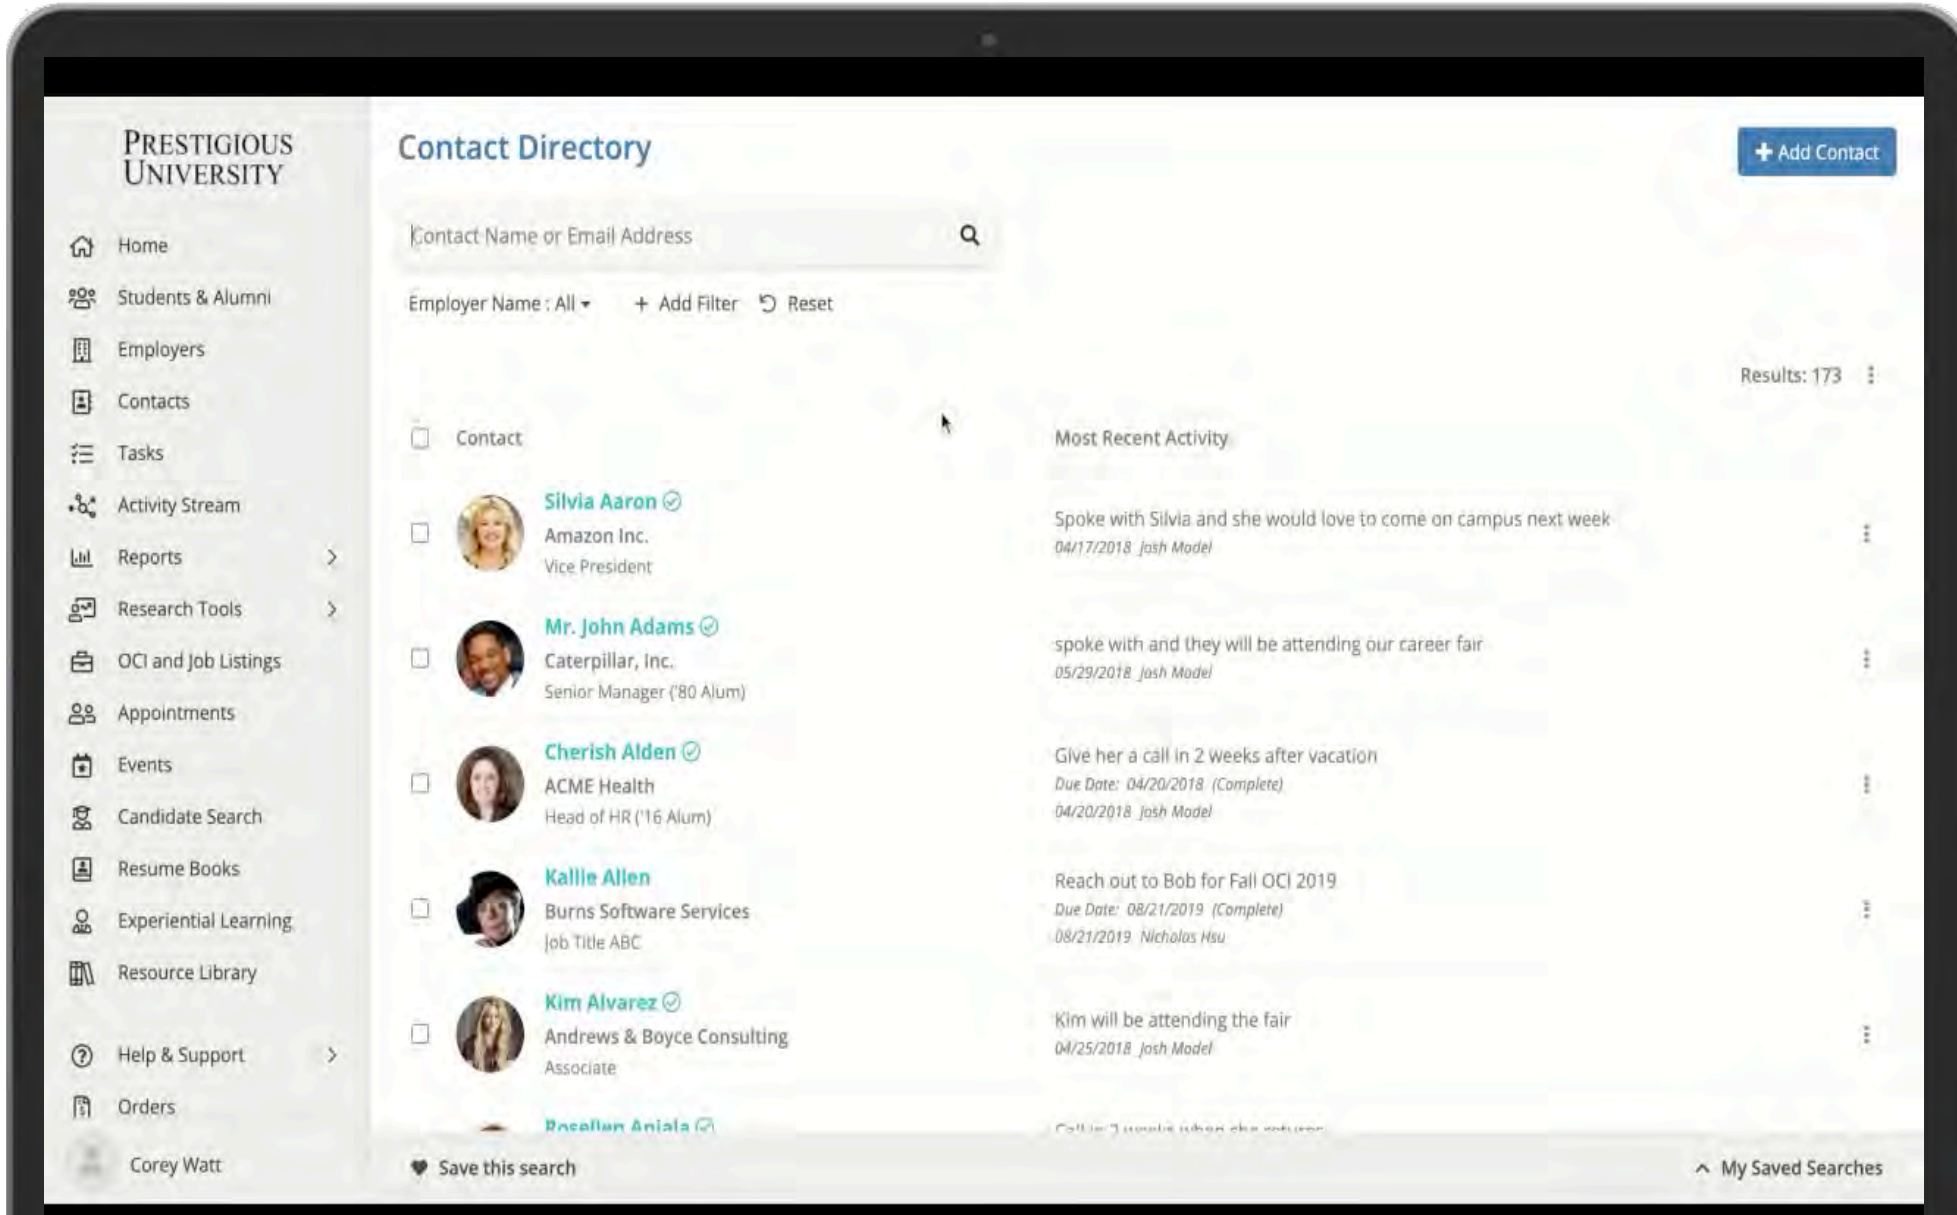 PRESTIGIOUS
UNIVERSITY
Home
Students & Alumni
Employers
Contacts
Tasks
Activity Stream
Reports
Research Tools
OCI and Job Listings
Appointments
Events
Candidate Search
Resume Books
Experiential Learning
Resource Library
Help & Support
Orders
Corey Watt
Contact Directory
+ Add Contact
Contact Name or Email Address
Employer Name : All + Add Filter Reset
Results: 173
Contact Most Recent Activity
Silvia Aaron
Amazon Inc.
Vice President
Spoke with Silvia and she would love to come on campus next week
04/17/2018 Josh Model
Mr. John Adams
Caterpillar, Inc.
Senior Manager ('80 Alum)
spoke with and they will be attending our career fair
05/29/2018 Josh Model
Cherish Alden
ACME Health
Head of HR ('16 Alum)
Give her a call in 2 weeks after vacation
Due Date: 04/20/2018 (Complete)
04/20/2018 Josh Model
Kallie Allen
Burns Software Services
Job Title ABC
Reach out to Bob for Fall OCI 2019
Due Date: 08/21/2019 (Complete)
08/21/2019 Nicholas Hsu
Kim Alvarez
Andrews & Boyce Consulting
Associate
Kim will be attending the fair
04/25/2018 Josh Model
Rosellen Aniala
Call in 2 weeks when she returns
Save this search
My Saved Searches